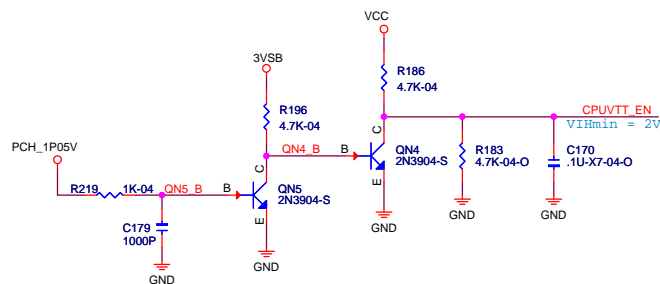 VCC
3VSB
R186
4.7K-04
R196
4.7K-04
CPUVTT_EN
VIHmin = 2V
PCH_1P05V
QN4_B
B
C
E
QN4
2N3904-S
R183
4.7K-04-O
C170
.1U-X7-04-O
R219
1K-04
QN5_B
B
C
E
QN5
2N3904-S
C179
1000P
GND
GND
GND
GND
GND